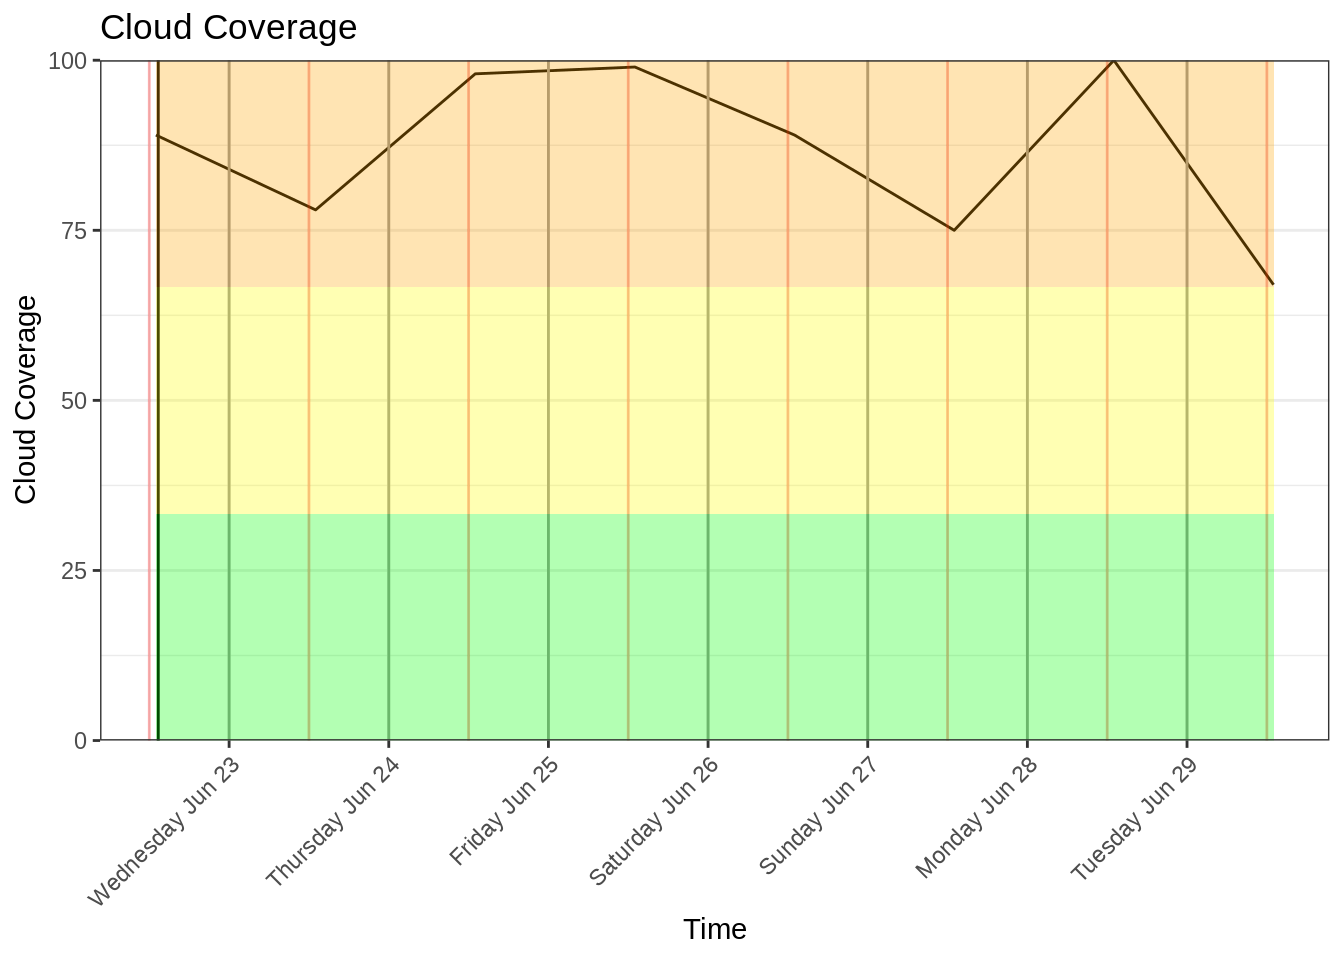 Cloud Coverage
Cloud Coverage
100
75
50
25
0
Wednesday Jun 23
Thursday Jun 24
Friday Jun 25
Saturday Jun 26
Sunday Jun 27
Monday Jun 28
Tuesday Jun 29
Time